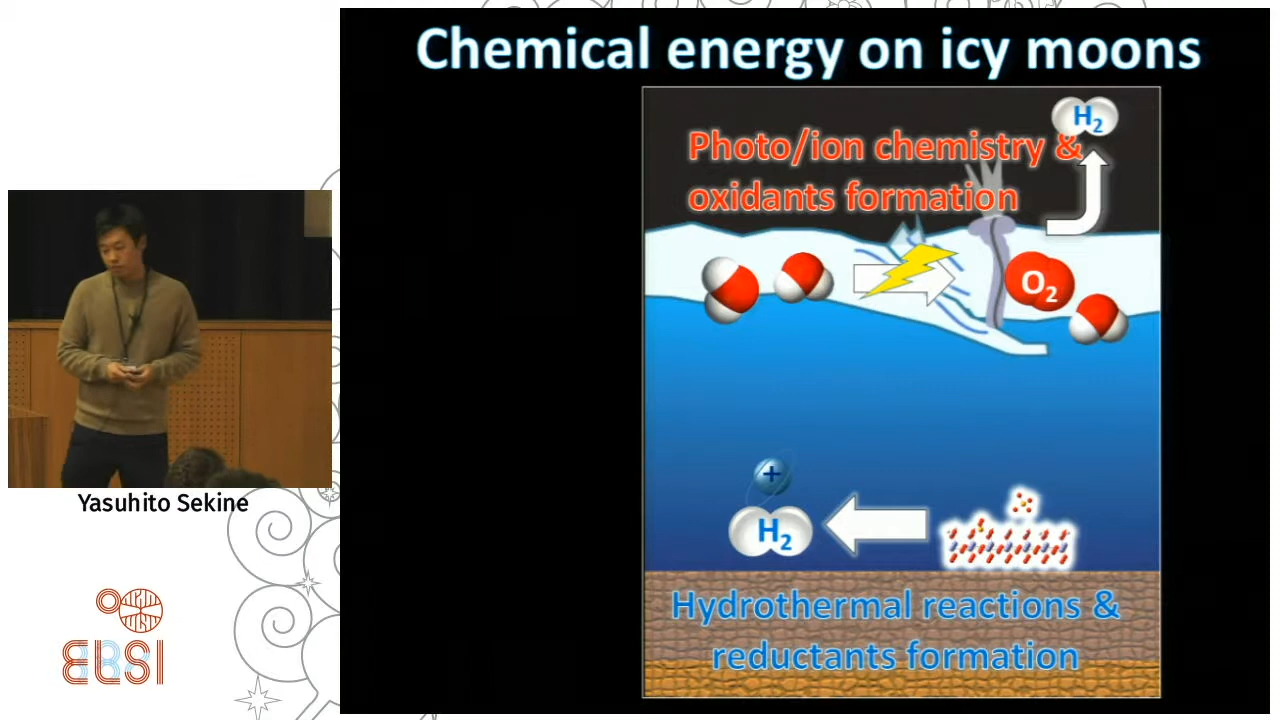 Chemical energy on icy moons
H2
Photo/ion chemistry &
oxidants formation
O2
+
H2
Hydrothermal reactions &
reductants formation
Yasuhito Sekine
ELSI